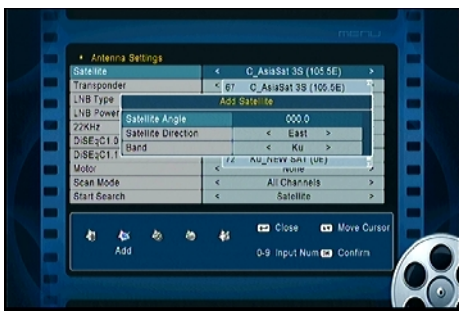 menu
Antenna Settings
Satellite < C_AsiaSat 3S (105.5E) >
Transponder < 67 C_AsiaSat 3S (105.5E)
LNB Type
Add Satellite
LNB Power
Satellite Angle 000.0
22KHz
Satellite Direction < East >
DiSEqC1.0
Band < Ku >
DiSEqC1.1
72 KU_NEW SAT (0E)
Motor < None >
Scan Mode < All Channels >
Start Search < Satellite >
Close Move Cursor
Add
0-9 Input Num OK Confirm